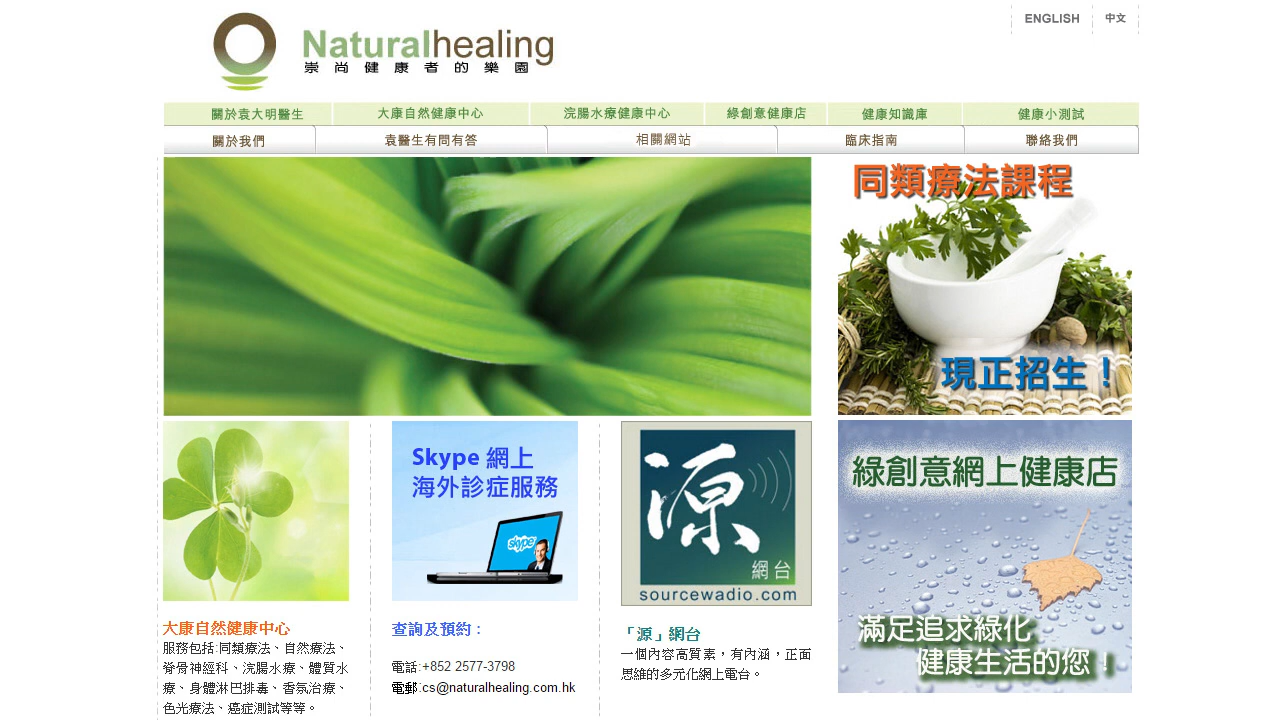 ENGLISH
中文
Naturalhealing
崇尚健康者的樂園
關於袁大明醫生
大康自然健康中心
浣腸水療健康中心
綠創意健康店
健康知識庫
健康小測試
關於我們
袁醫生有問有答
相關網站
臨床指南
聯絡我們
同類療法課程
現正招生！
Skype 網上
海外診症服務
skype
源
網台
sourcewadio.com
綠創意網上健康店
滿足追求綠化
健康生活的您！
大康自然健康中心
服務包括:同類療法、自然療法、
脊骨神經科、浣腸水療、體質水
療、身體淋巴排毒、香氛治療、
色光療法、癌症測試等等。
查詢及預約：
電話:+852 2577-3798
電郵:cs@naturalhealing.com.hk
「源」網台
一個內容高質素，有內涵，正面
思維的多元化網上電台。